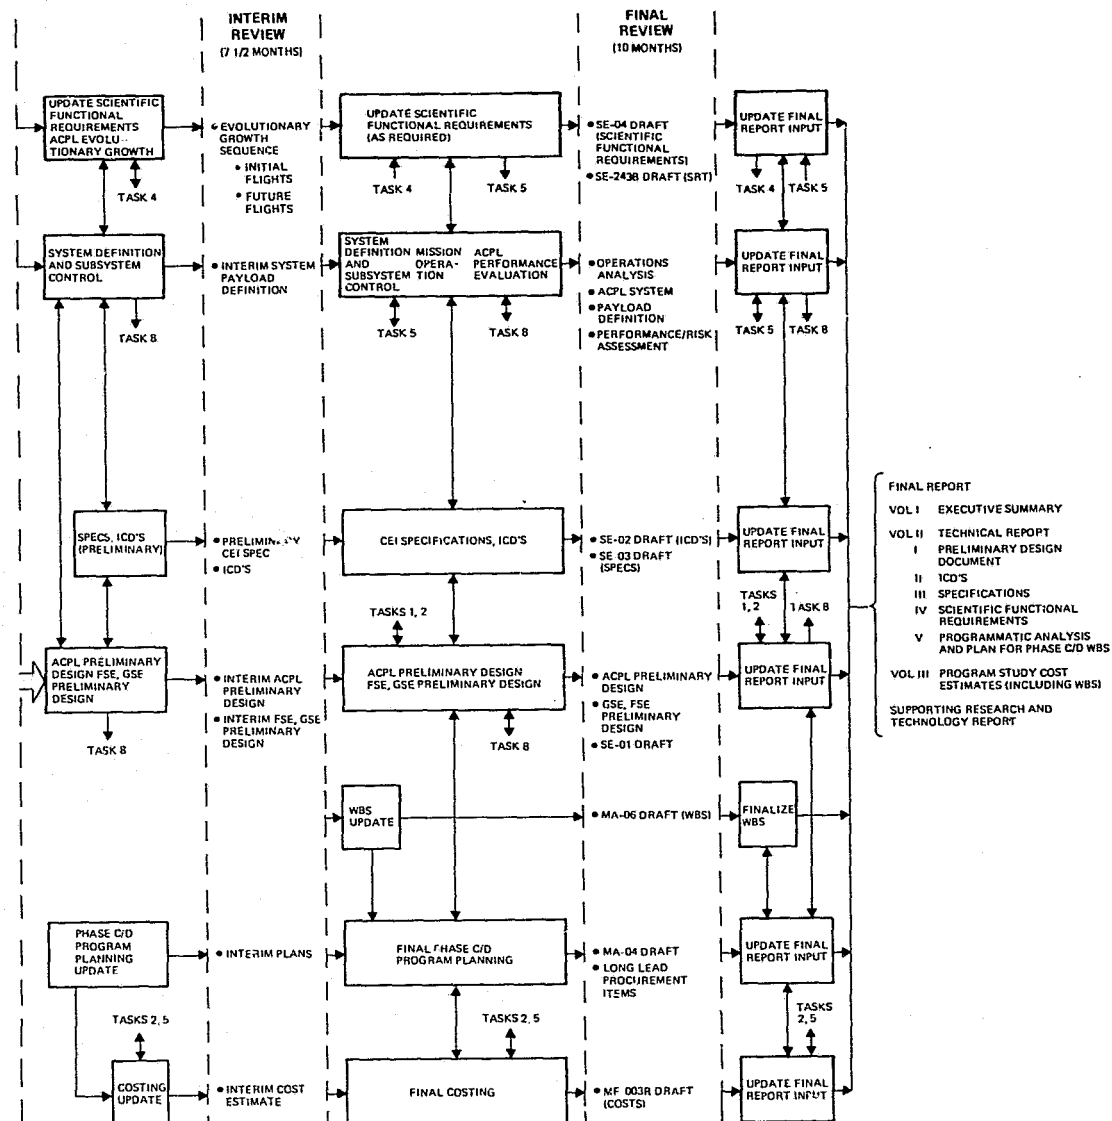 INTERIM
REVIEW
(7 1/2 MONTHS)
FINAL
REVIEW
(10 MONTHS)
UPDATE SCIENTIFIC
FUNCTIONAL
REQUIREMENTS
ACPL EVOLU-
TIONARY GROWTH
TASK 4
• EVOLUTIONARY
GROWTH
SEQUENCE
• INITIAL
FLIGHTS
• FUTURE
FLIGHTS
UPDATE SCIENTIFIC
FUNCTIONAL REQUIREMENTS
(AS REQUIRED)
TASK 4
TASK 5
• SE-04 DRAFT
(SCIENTIFIC
FUNCTIONAL
REQUIREMENTS)
• SE-243B DRAFT (SRT)
UPDATE FINAL
REPORT INPUT
TASK 4 TASK 5
SYSTEM DEFINITION
AND SUBSYSTEM
CONTROL
TASK 8
• INTERIM SYSTEM
PAYLOAD
DEFINITION
SYSTEM
DEFINITION
AND
SUBSYSTEM
CONTROL
MISSION
OPERA-
TION
ACPL
PERFORMANCE
EVALUATION
TASK 5
TASK 8
• OPERATIONS
ANALYSIS
• ACPL SYSTEM
• PAYLOAD
DEFINITION
• PERFORMANCE/RISK
ASSESSMENT
UPDATE FINAL
REPORT INPUT
TASK 5 TASK 8
SPECS, ICD'S
(PRELIMINARY)
• PRELIMINARY
CEI SPEC
• ICD'S
CEI SPECIFICATIONS, ICD'S
• SE-02 DRAFT (ICD'S)
• SE 03 DRAFT
(SPECS)
UPDATE FINAL
REPORT INPUT
TASKS
1, 2
TASK 8
ACPL PRELIMINARY
DESIGN FSE, GSE
PRELIMINARY
DESIGN
TASK 8
• INTERIM ACPL
PRELIMINARY
DESIGN
• INTERIM FSE, GSE
PRELIMINARY
DESIGN
TASKS 1, 2
ACPL PRELIMINARY DESIGN
FSE, GSE PRELIMINARY DESIGN
TASK 8
• ACPL PRELIMINARY
DESIGN
• GSE, FSE
PRELIMINARY
DESIGN
• SE-01 DRAFT
UPDATE FINAL
REPORT INPUT
WBS
UPDATE
• MA-06 DRAFT (WBS)
FINALIZE
WBS
PHASE C/D
PROGRAM
PLANNING
UPDATE
• INTERIM PLANS
FINAL PHASE C/D
PROGRAM PLANNING
• MA-04 DRAFT
• LONG LEAD
PROCUREMENT
ITEMS
UPDATE FINAL
REPORT INPUT
TASKS 2, 5
TASKS 2, 5
TASKS
2, 5
COSTING
UPDATE
• INTERIM COST
ESTIMATE
FINAL COSTING
• MF 003R DRAFT
(COSTS)
UPDATE FINAL
REPORT INPUT
FINAL REPORT
VOL I EXECUTIVE SUMMARY
VOL II TECHNICAL REPORT
I PRELIMINARY DESIGN
DOCUMENT
II ICD'S
III SPECIFICATIONS
IV SCIENTIFIC FUNCTIONAL
REQUIREMENTS
V PROGRAMMATIC ANALYSIS
AND PLAN FOR PHASE C/D WBS
VOL III PROGRAM STUDY COST
ESTIMATES (INCLUDING WBS)
SUPPORTING RESEARCH AND
TECHNOLOGY REPORT